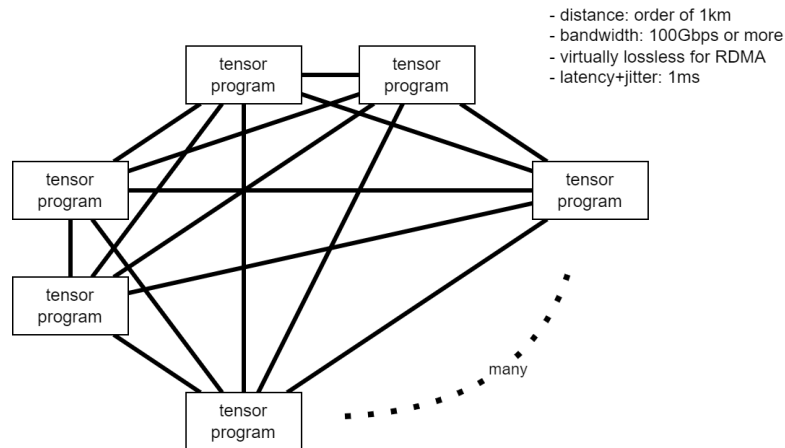 - distance: order of 1km
- bandwidth: 100Gbps or more
- virtually lossless for RDMA
- latency+jitter: 1ms
tensor
program
tensor
program
tensor
program
tensor
program
tensor
program
many
tensor
program